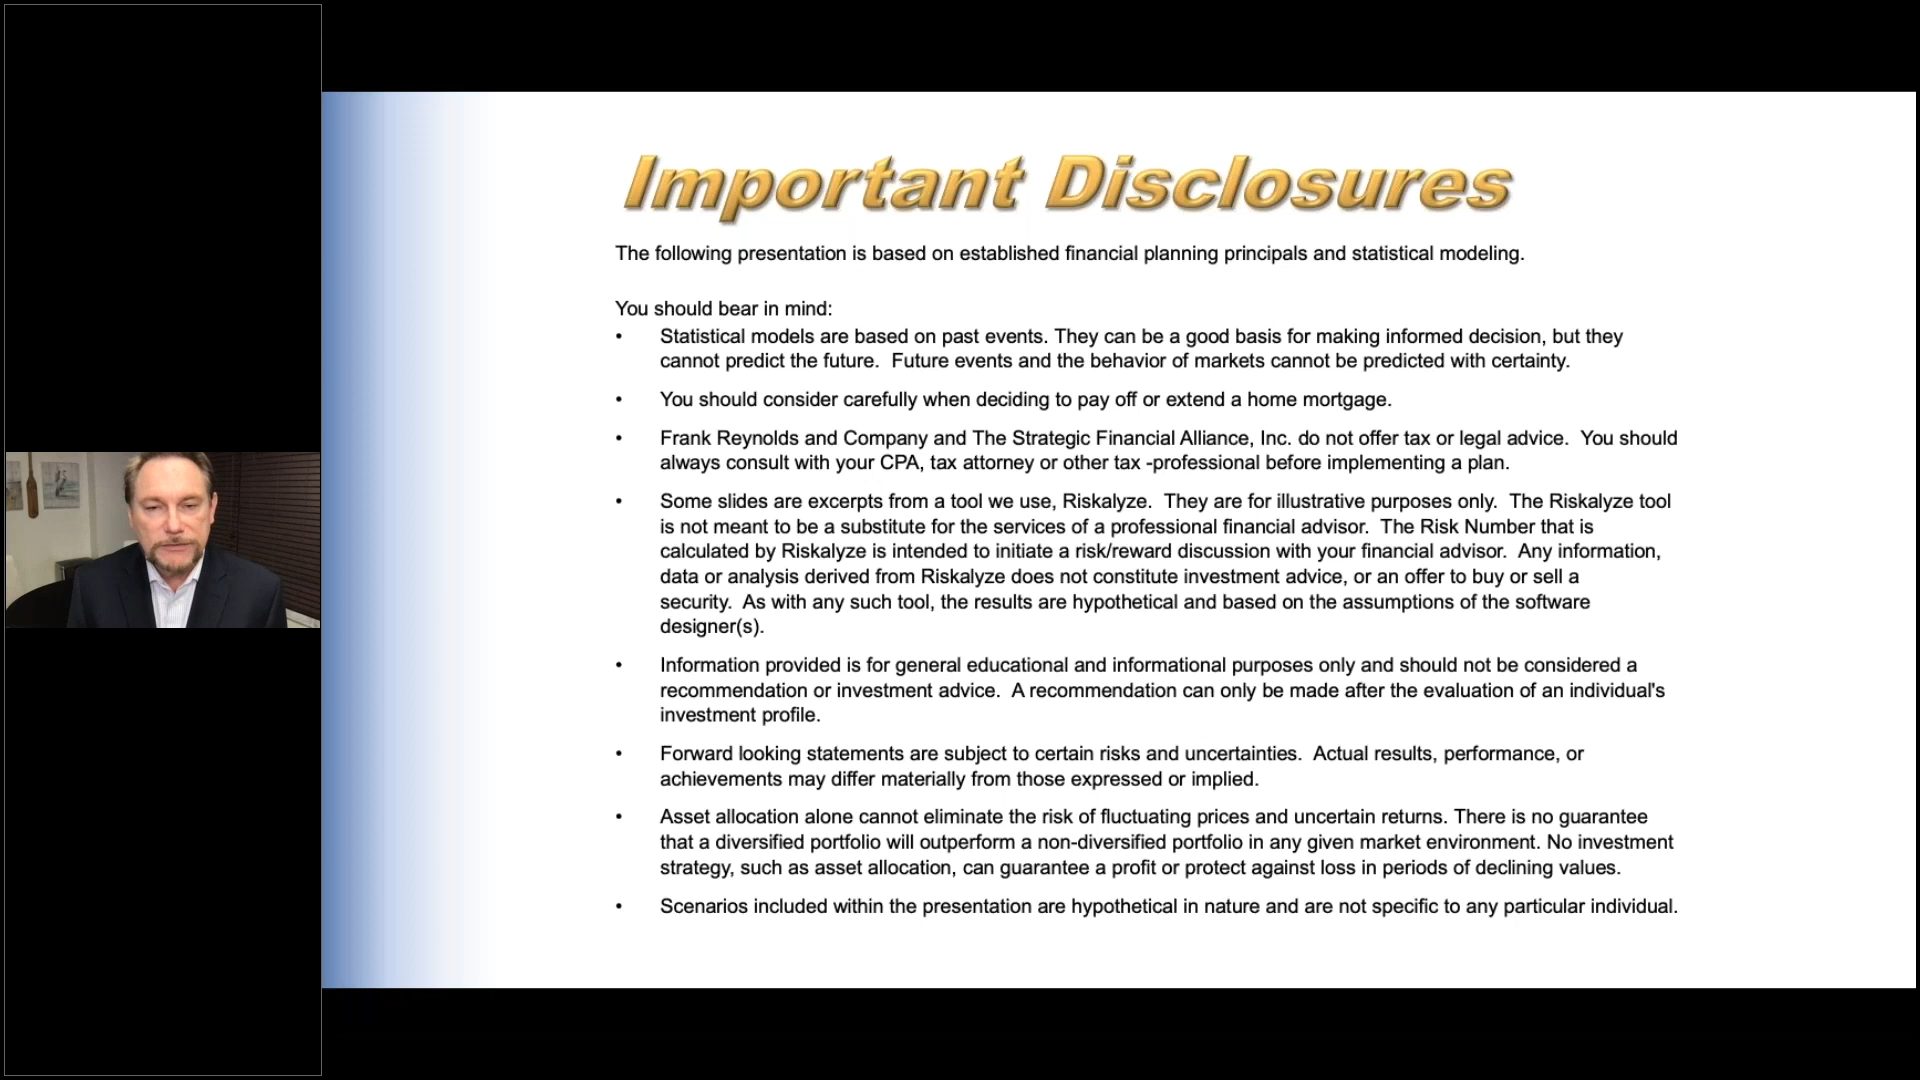 Important Disclosures
The following presentation is based on established financial planning principals and statistical modeling.
You should bear in mind:
• Statistical models are based on past events. They can be a good basis for making informed decision, but they
cannot predict the future.  Future events and the behavior of markets cannot be predicted with certainty.
• You should consider carefully when deciding to pay off or extend a home mortgage.
• Frank Reynolds and Company and The Strategic Financial Alliance, Inc. do not offer tax or legal advice.  You should
always consult with your CPA, tax attorney or other tax -professional before implementing a plan.
• Some slides are excerpts from a tool we use, Riskalyze.  They are for illustrative purposes only.  The Riskalyze tool
is not meant to be a substitute for the services of a professional financial advisor.  The Risk Number that is
calculated by Riskalyze is intended to initiate a risk/reward discussion with your financial advisor.  Any information,
data or analysis derived from Riskalyze does not constitute investment advice, or an offer to buy or sell a
security.  As with any such tool, the results are hypothetical and based on the assumptions of the software
designer(s).
• Information provided is for general educational and informational purposes only and should not be considered a
recommendation or investment advice.  A recommendation can only be made after the evaluation of an individual's
investment profile.
• Forward looking statements are subject to certain risks and uncertainties.  Actual results, performance, or
achievements may differ materially from those expressed or implied.
• Asset allocation alone cannot eliminate the risk of fluctuating prices and uncertain returns. There is no guarantee
that a diversified portfolio will outperform a non-diversified portfolio in any given market environment. No investment
strategy, such as asset allocation, can guarantee a profit or protect against loss in periods of declining values.
• Scenarios included within the presentation are hypothetical in nature and are not specific to any particular individual.